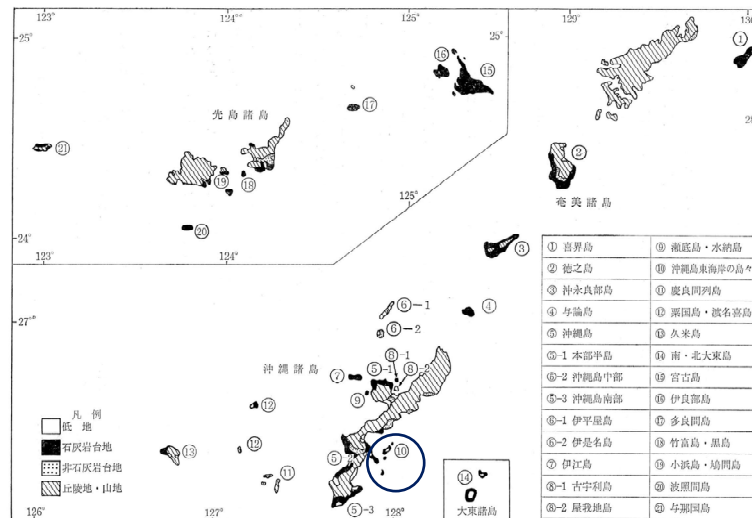 123°
124°
125°
129°
130
25°
25°
①
⑯
⑮
⑰
先島諸島
㉑
⑲
⑱
②
奄美諸島
125°
⑳
24°
123°
124°
③
⑥-1
④
27°
⑥-2
⑧-1
沖縄諸島
⑦
⑤-1
⑧-2
⑫
⑨
凡例
低地
石灰岩台地
非石灰岩台地
丘陵地・山地
⑬
⑫
⑤
⑩
⑪
⑭
大東諸島
⑤-3
126°
127°
128°
① 喜界島
② 徳之島
③ 沖永良部島
④ 与論島
⑤ 沖縄島
⑤-1 本部半島
⑤-2 沖縄島中部
⑤-3 沖縄島南部
⑥-1 伊平屋島
⑥-2 伊是名島
⑦ 伊江島
⑧-1 古宇利島
⑧-2 屋我地島
⑨ 瀬底島・水納島
⑩ 沖縄島東海岸の島々
⑪ 慶良間列島
⑫ 粟国島・渡名喜島
⑬ 久米島
⑭ 南・北大東島
⑮ 宮古島
⑯ 伊良部島
⑰ 多良間島
⑱ 竹富島・黒島
⑲ 小浜島・鳩間島
⑳ 波照間島
㉑ 与那国島